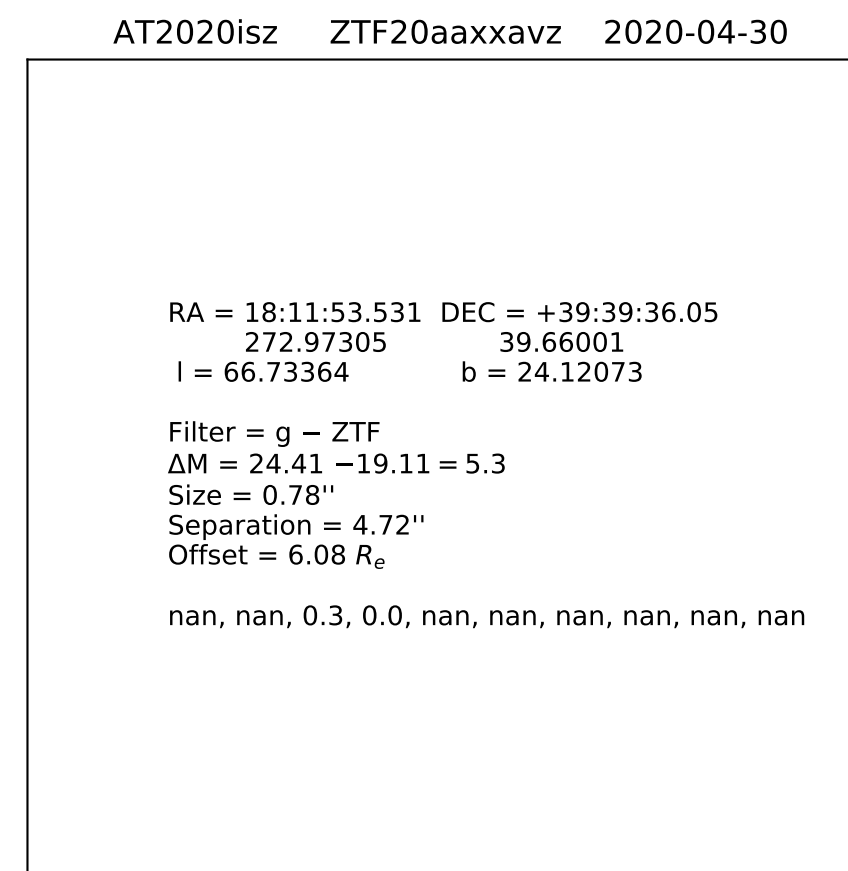 AT2020isz ZTF20aaxxavz 2020-04-30
RA = 18:11:53.531 DEC = +39:39:36.05
272.97305 39.66001
l = 66.73364 b = 24.12073
Filter = g − ZTF
ΔM = 24.41 −19.11 = 5.3
Size = 0.78''
Separation = 4.72''
Offset = 6.08 Re
nan, nan, 0.3, 0.0, nan, nan, nan, nan, nan, nan